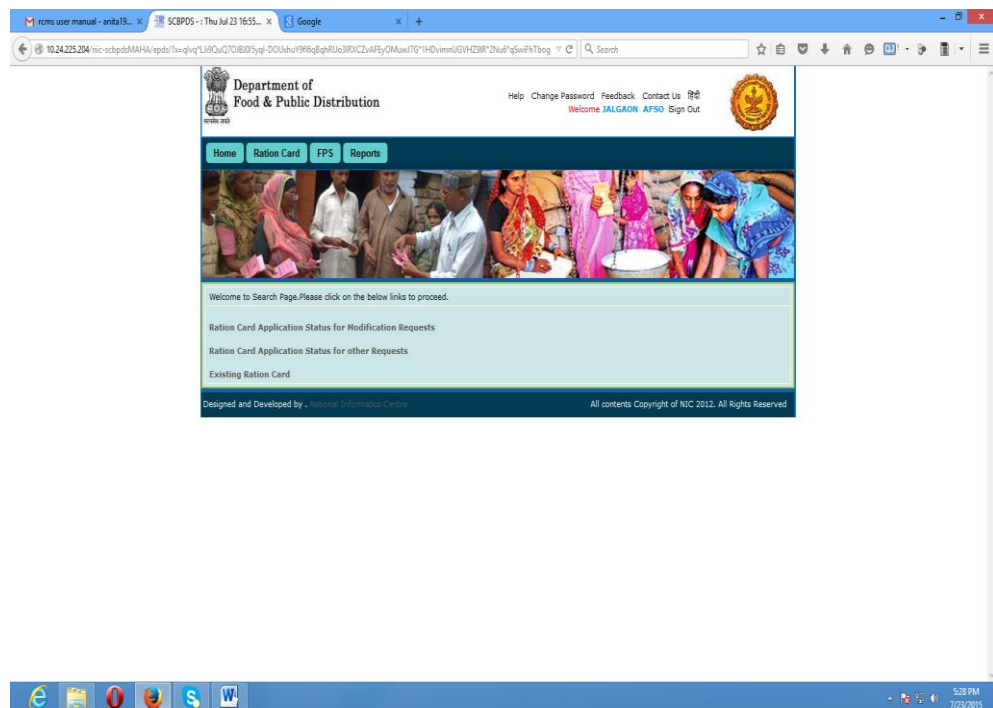 rcms user manual - anita19... × SCBPDS - : Thu Jul 23 16:55... × Google × +
Search
Department of
Food & Public Distribution
सत्यमेव जयते
Help Change Password Feedback Contact Us हिंदी
Welcome JALGAON AFSO Sign Out
Home Ration Card FPS Reports
Welcome to Search Page.Please click on the below links to proceed.
Ration Card Application Status for Modification Requests
Ration Card Application Status for other Requests
Existing Ration Card
Designed and Developed by . National Informatics Centre All contents Copyright of NIC 2012. All Rights Reserved
5:28 PM
7/23/2015